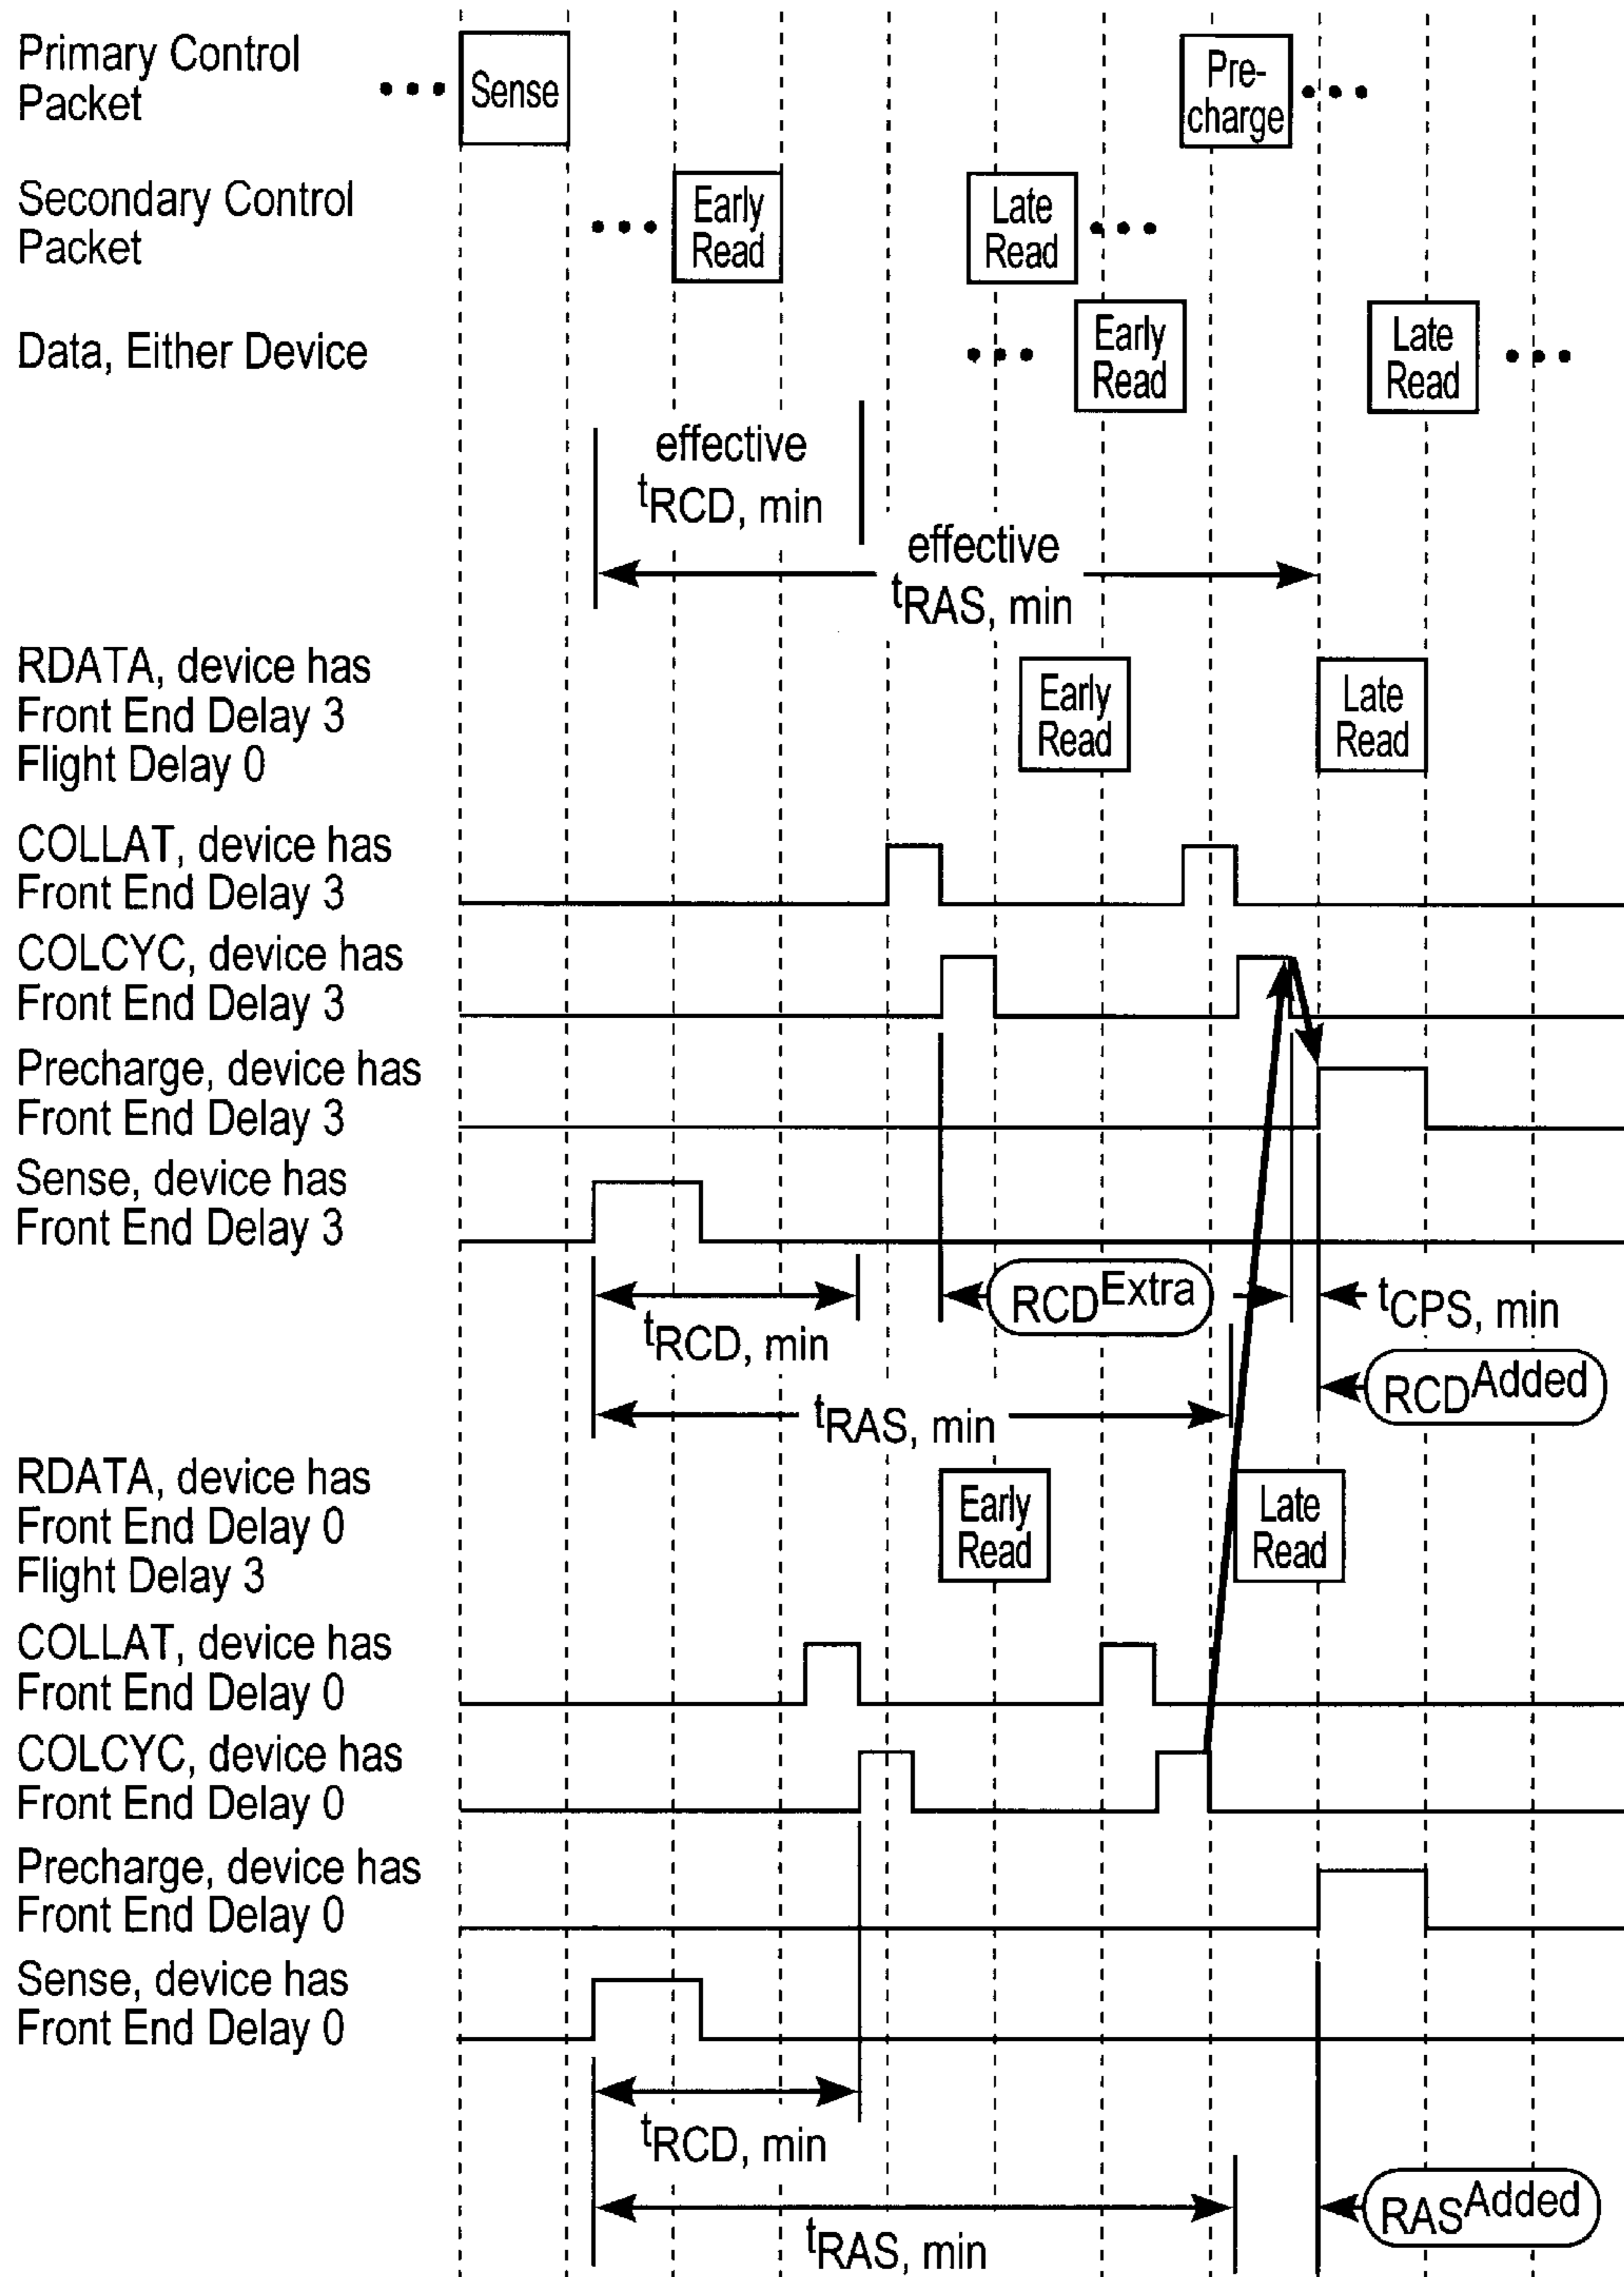 Primary Control
Packet
Sense
Pre-
charge
Secondary Control
Packet
Early
Read
Late
Read
Data, Either Device
Early
Read
Late
Read
effective
tRCD, min
effective
tRAS, min
RDATA, device has
Front End Delay 3
Flight Delay 0
Early
Read
Late
Read
COLLAT, device has
Front End Delay 3
COLCYC, device has
Front End Delay 3
Precharge, device has
Front End Delay 3
Sense, device has
Front End Delay 3
RCDExtra
tCPS, min
tRCD, min
RCDAdded
tRAS, min
RDATA, device has
Front End Delay 0
Flight Delay 3
Early
Read
Late
Read
COLLAT, device has
Front End Delay 0
COLCYC, device has
Front End Delay 0
Precharge, device has
Front End Delay 0
Sense, device has
Front End Delay 0
tRCD, min
RASAdded
tRAS, min